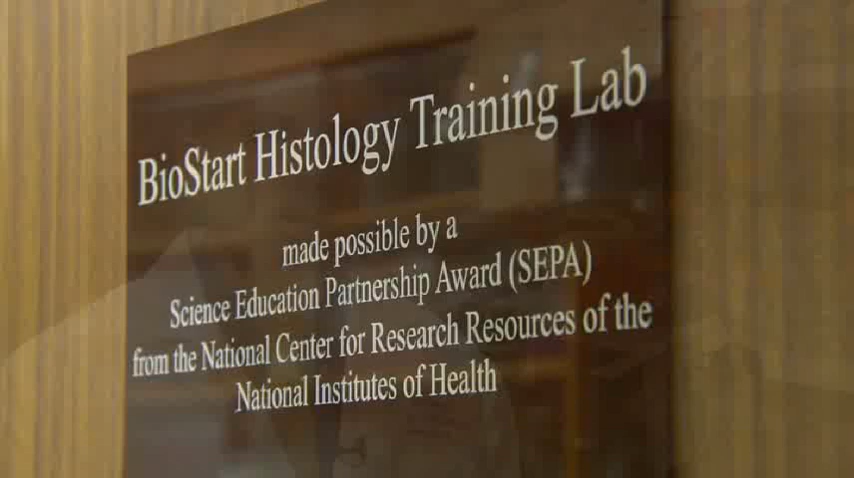 BioStart Histology Training Lab
made possible by a
Science Education Partnership Award (SEPA)
from the National Center for Research Resources of the
National Institutes of Health